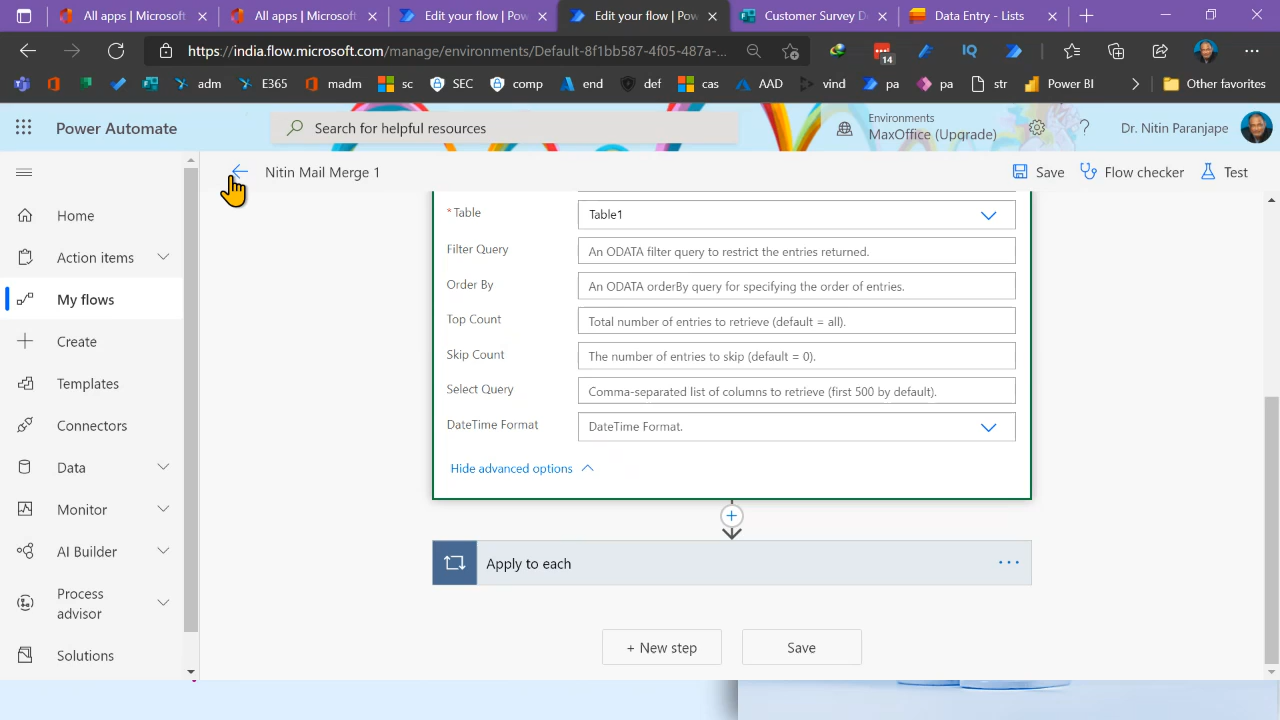 All apps | Microsoft
All apps | Microsoft
Edit your flow | Pow
Edit your flow | Pow
Customer Survey D
Data Entry - Lists
https://india.flow.microsoft.com/manage/environments/Default-8f1bb587-4f05-487a-...
IQ
14
adm
E365
madm
sc
SEC
comp
end
def
cas
AAD
vind
pa
pa
str
Power BI
Other favorites
Power Automate
Search for helpful resources
Environments
MaxOffice (Upgrade)
?
Dr. Nitin Paranjape
Nitin Mail Merge 1
Save
Flow checker
Test
Home
Action items
My flows
Create
Templates
Connectors
Data
Monitor
AI Builder
Process
advisor
Solutions
* Table
Table1
Filter Query
An ODATA filter query to restrict the entries returned.
Order By
An ODATA orderBy query for specifying the order of entries.
Top Count
Total number of entries to retrieve (default = all).
Skip Count
The number of entries to skip (default = 0).
Select Query
Comma-separated list of columns to retrieve (first 500 by default).
DateTime Format
DateTime Format.
Hide advanced options
Apply to each
+ New step
Save